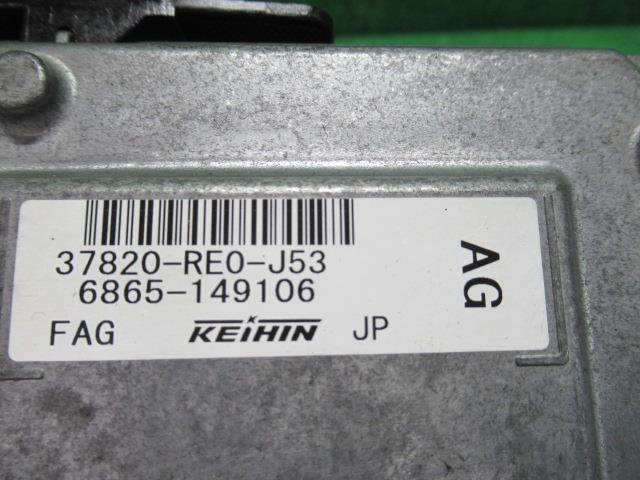 37820-RE0-J53
6865-149106
FAG KEIHIN JP
AG